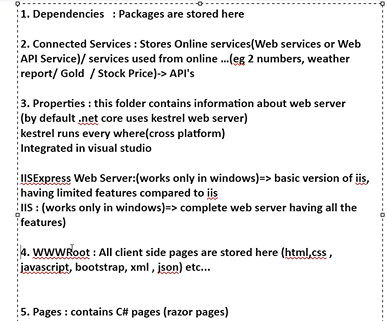 1. Dependencies : Packages are stored here
2. Connected Services : Stores Online services(Web services or Web
API Service)/ services used from online ...(eg 2 numbers, weather
report/ Gold / Stock Price)-> API's
3. Properties : this folder contains information about web server
(by default .net core uses kestrel web server)
kestrel runs every where(cross platform)
Integrated in visual studio
IISExpress Web Server:(works only in windows)=> basic version of iis,
having limited features compared to iis
IIS : (works only in windows)=> complete web server having all the
features)
4. WWWRoot : All client side pages are stored here (html,css ,
javascript, bootstrap, xml , json) etc...
5. Pages : contains C# pages (razor pages)